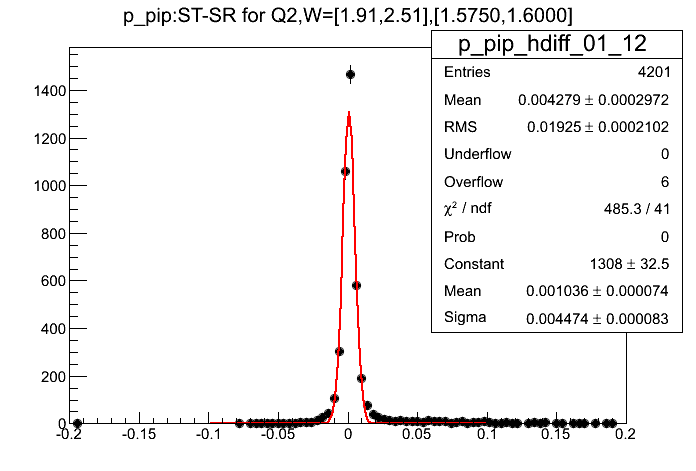 p_pip:ST-SR for Q2,W=[1.91,2.51],[1.5750,1.6000]
p_pip_hdiff_01_12
Entries 4201
Mean 0.004279 ± 0.0002972
RMS 0.01925 ± 0.0002102
Underflow 0
Overflow 6
χ² / ndf 485.3 / 41
Prob 0
Constant 1308 ± 32.5
Mean 0.001036 ± 0.000074
Sigma 0.004474 ± 0.000083
1400
1200
1000
800
600
400
200
0
-0.2 -0.15 -0.1 -0.05 0 0.05 0.1 0.15 0.2